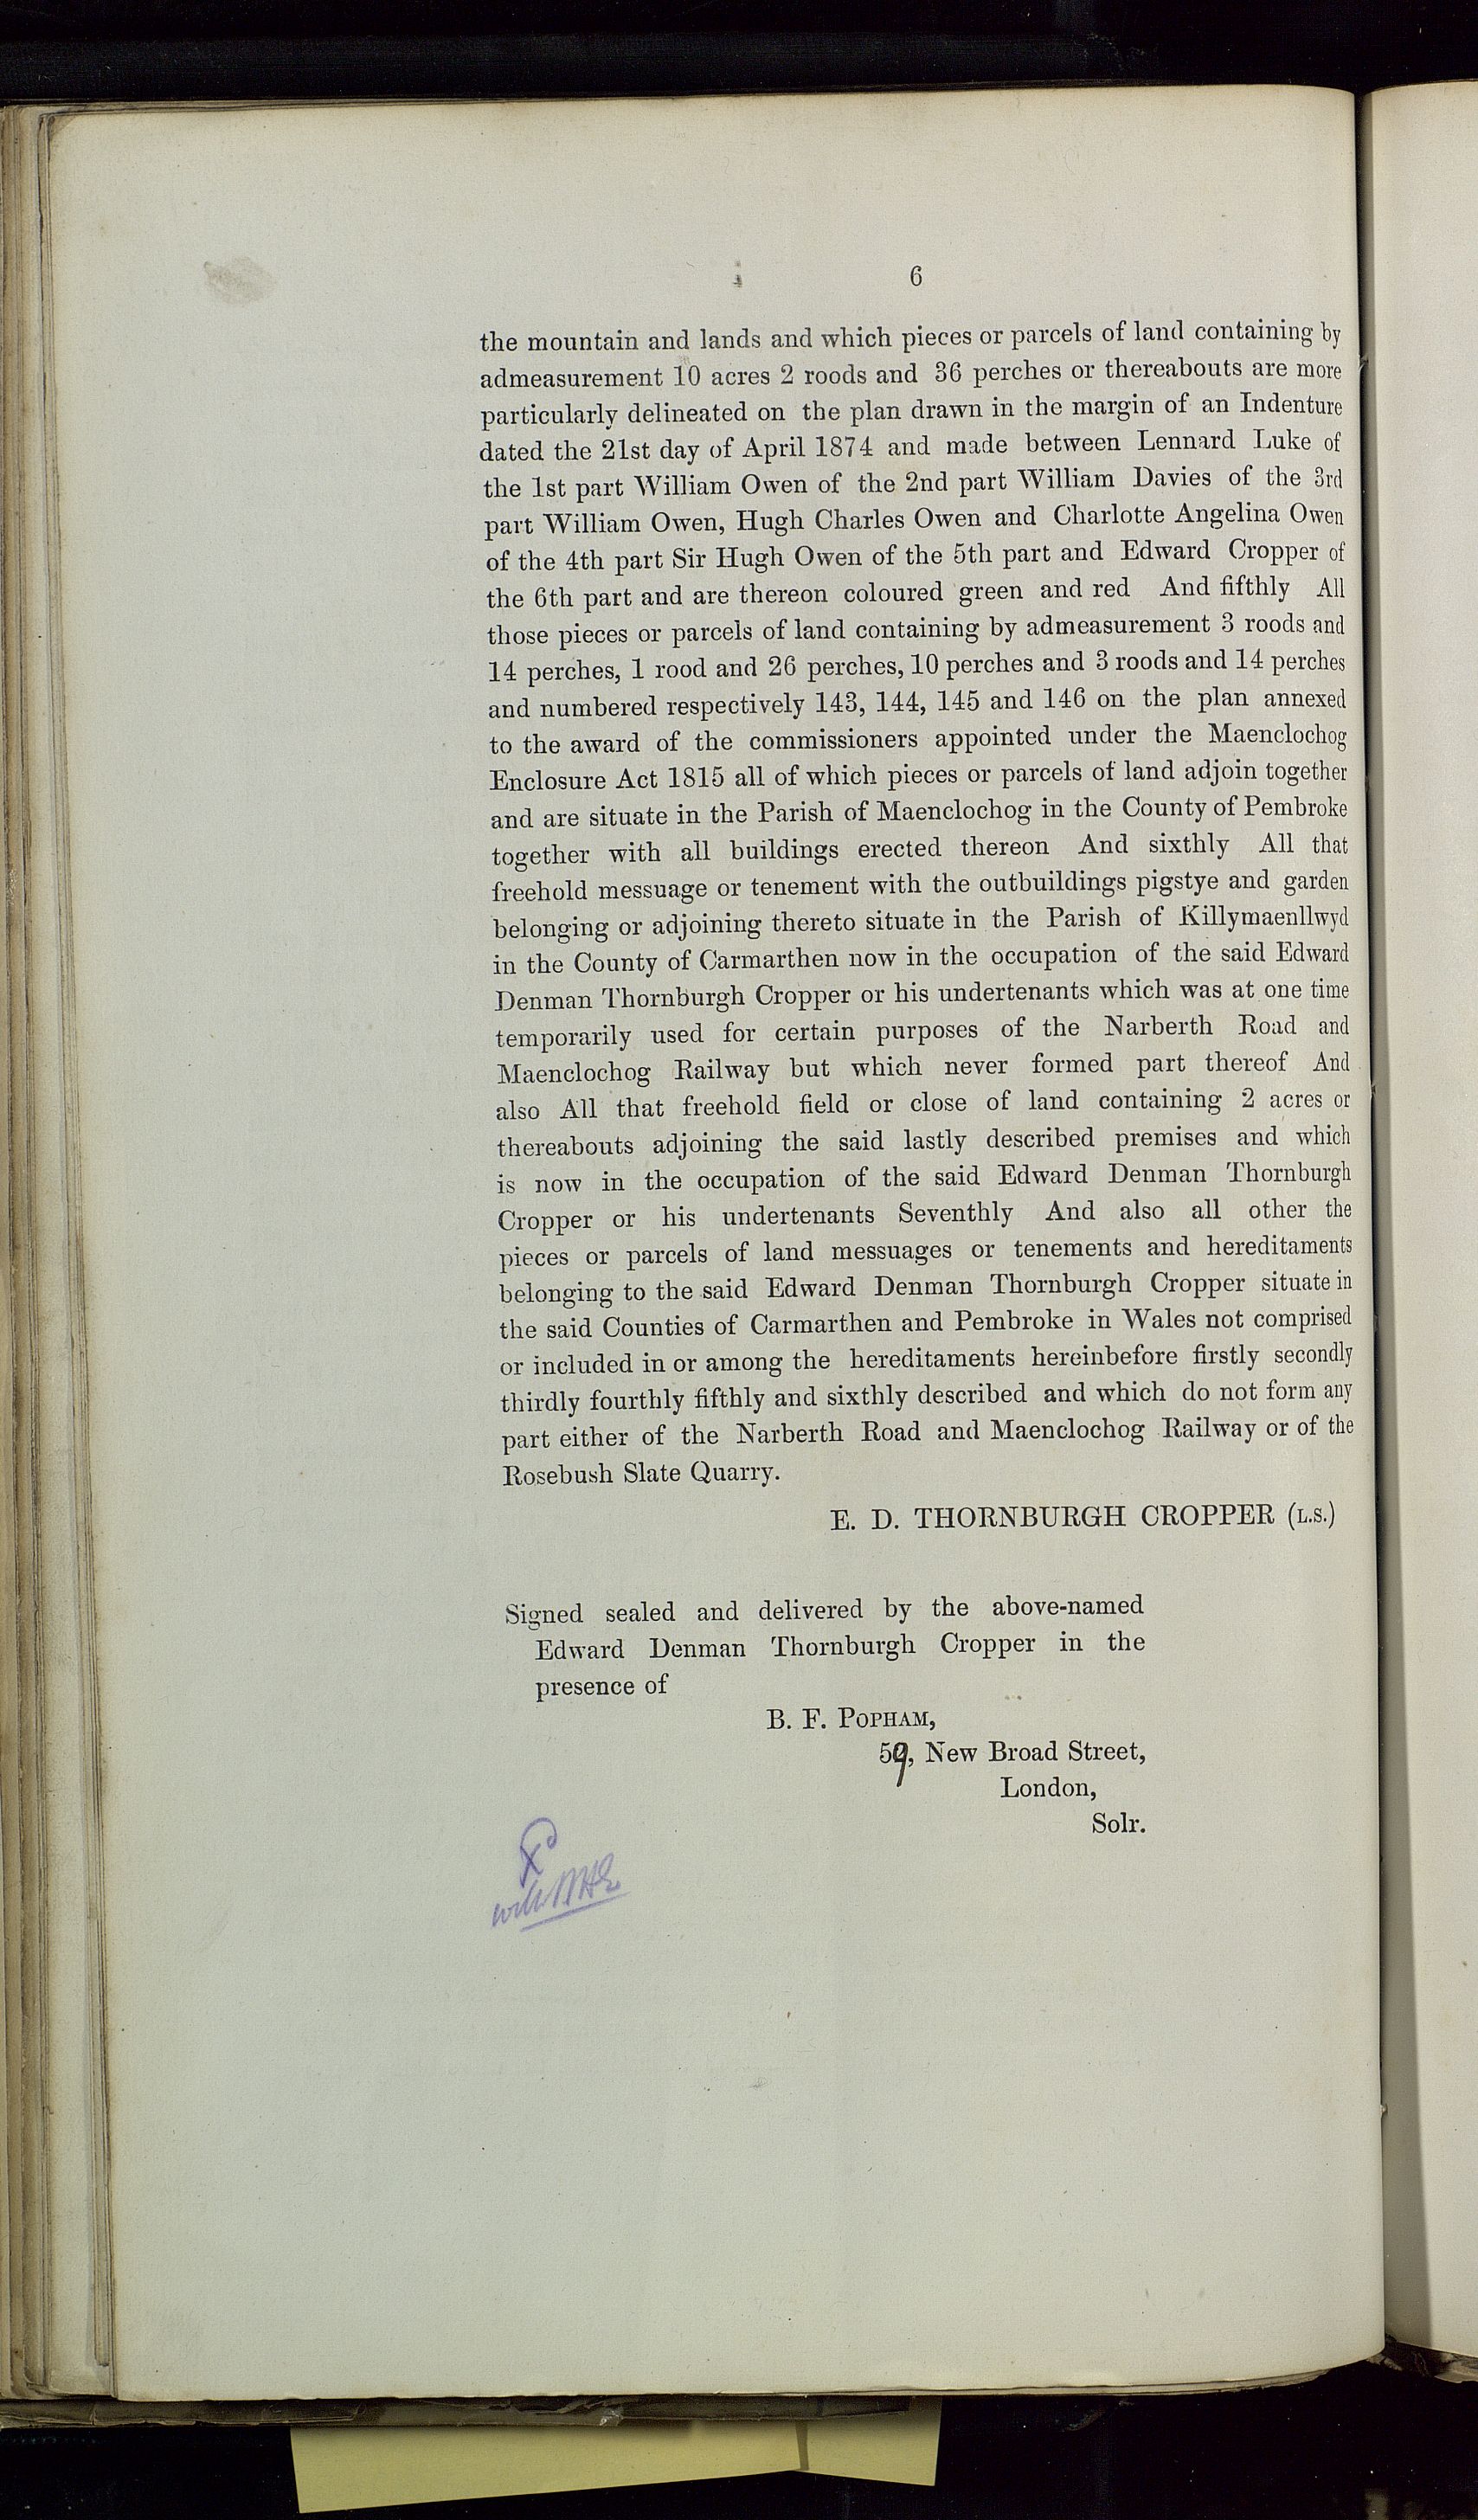 6
the mountain and lands and which pieces or parcels of land containing by
admeasurement 10 acres 2 roods and 36 perches or thereabouts are more
particularly delineated on the plan drawn in the margin of an Indenture
dated the 21st day of April 1874 and made between Lennard Luke of
the 1st part William Owen of the 2nd part William Davies of the 3rd
part William Owen, Hugh Charles Owen and Charlotte Angelina Owen
of the 4th part Sir Hugh Owen of the 5th part and Edward Cropper of
the 6th part and are thereon coloured green and red And fifthly All
those pieces or parcels of land containing by admeasurement 3 roods and
14 perches, 1 rood and 26 perches, 10 perches and 3 roods and 14 perches
and numbered respectively 143, 144, 145 and 146 on the plan annexed
to the award of the commissioners appointed under the Maenclochog
Enclosure Act 1815 all of which pieces or parcels of land adjoin together
and are situate in the Parish of Maenclochog in the County of Pembroke
together with all buildings erected thereon And sixthly All that
freehold messuage or tenement with the outbuildings pigstye and garden
belonging or adjoining thereto situate in the Parish of Killymaenllwyd
in the County of Carmarthen now in the occupation of the said Edward
Denman Thornburgh Cropper or his undertenants which was at one time
temporarily used for certain purposes of the Narberth Road and
Maenclochog Railway but which never formed part thereof And
also All that freehold field or close of land containing 2 acres or
thereabouts adjoining the said lastly described premises and which
is now in the occupation of the said Edward Denman Thornburgh
Cropper or his undertenants Seventhly And also all other the
pieces or parcels of land messuages or tenements and hereditaments
belonging to the said Edward Denman Thornburgh Cropper situate in
the said Counties of Carmarthen and Pembroke in Wales not comprised
or included in or among the hereditaments hereinbefore firstly secondly
thirdly fourthly fifthly and sixthly described and which do not form any
part either of the Narberth Road and Maenclochog Railway or of the
Rosebush Slate Quarry.
E. D. THORNBURGH CROPPER (L.S.)
Signed sealed and delivered by the above-named
Edward Denman Thornburgh Cropper in the
presence of
B. F. POPHAM,
59, New Broad Street,
London,
Solr.